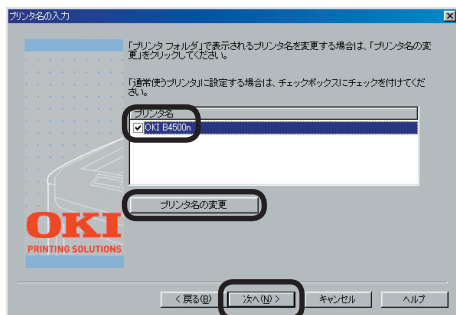 プリンタ名の入力
「プリンタ フォルダ」で表示されるプリンタ名を変更する場合は、「プリンタ名の変
更」をクリックしてください。
「通常使うプリンタ」に設定する場合は、チェックボックスにチェックを付けてくだ
さい。
プリンタ名
OKI B4500n
プリンタ名の変更
OKI
PRINTING SOLUTIONS
< 戻る(B)
次へ(N) >
キャンセル
ヘルプ